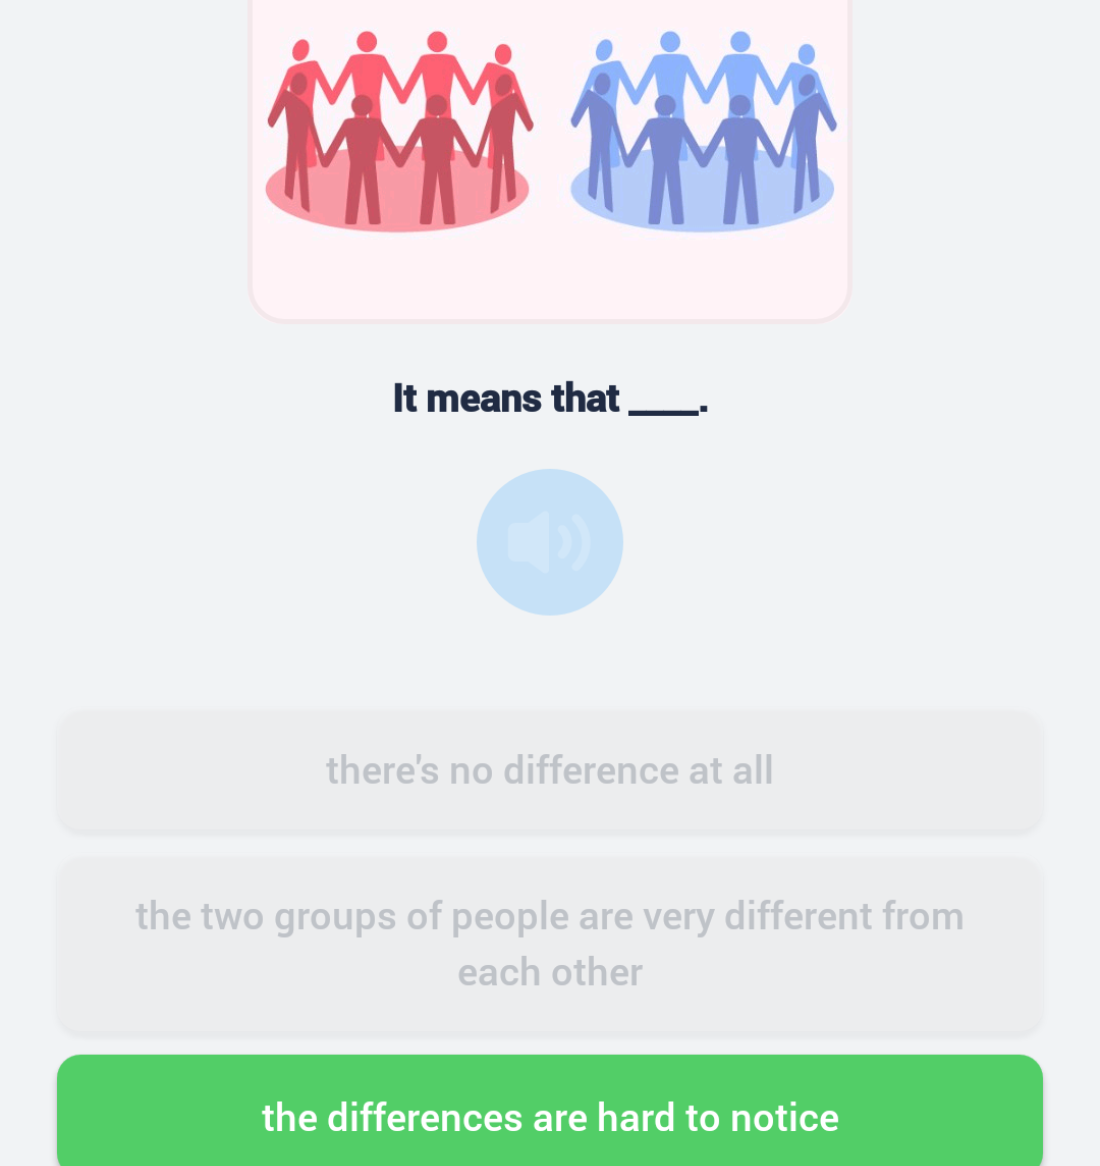 It means that ____.
there's no difference at all
the two groups of people are very different from
each other
the differences are hard to notice